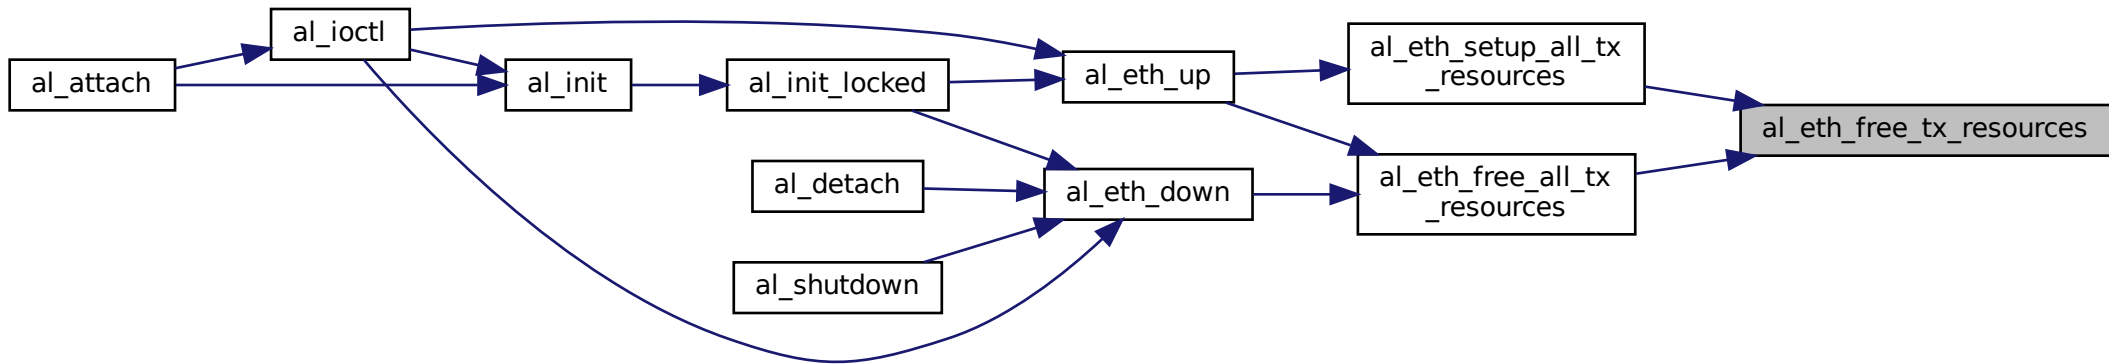 al_attach
al_ioctl
al_init
al_init_locked
al_detach
al_shutdown
al_eth_up
al_eth_down
al_eth_setup_all_tx
_resources
al_eth_free_all_tx
_resources
al_eth_free_tx_resources